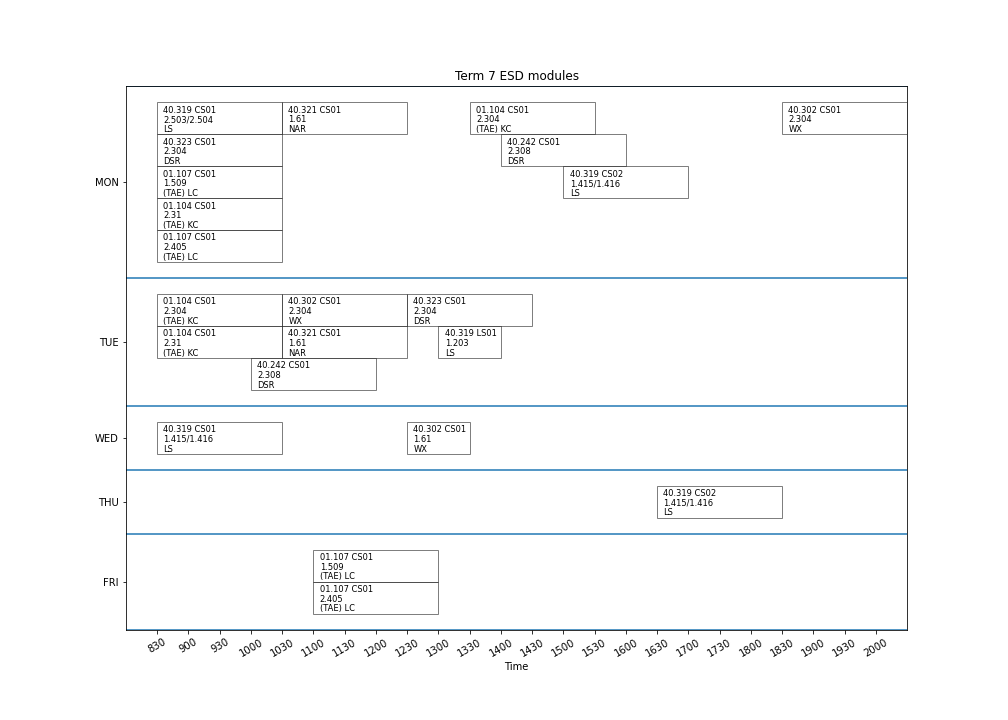 Term 7 ESD modules
MON
40.319 CS01
2.503/2.504
LS
40.321 CS01
1.61
NAR
01.104 CS01
2.304
(TAE) KC
40.302 CS01
2.304
WX
40.323 CS01
2.304
DSR
40.242 CS01
2.308
DSR
01.107 CS01
1.509
(TAE) LC
40.319 CS02
1.415/1.416
LS
01.104 CS01
2.31
(TAE) KC
01.107 CS01
2.405
(TAE) LC
TUE
01.104 CS01
2.304
(TAE) KC
40.302 CS01
2.304
WX
40.323 CS01
2.304
DSR
01.104 CS01
2.31
(TAE) KC
40.321 CS01
1.61
NAR
40.319 LS01
1.203
LS
40.242 CS01
2.308
DSR
WED
40.319 CS01
1.415/1.416
LS
40.302 CS01
1.61
WX
THU
40.319 CS02
1.415/1.416
LS
FRI
01.107 CS01
1.509
(TAE) LC
01.107 CS01
2.405
(TAE) LC
830 900 930 1000 1030 1100 1130 1200 1230 1300 1330 1400 1430 1500 1530 1600 1630 1700 1730 1800 1830 1900 1930 2000
Time